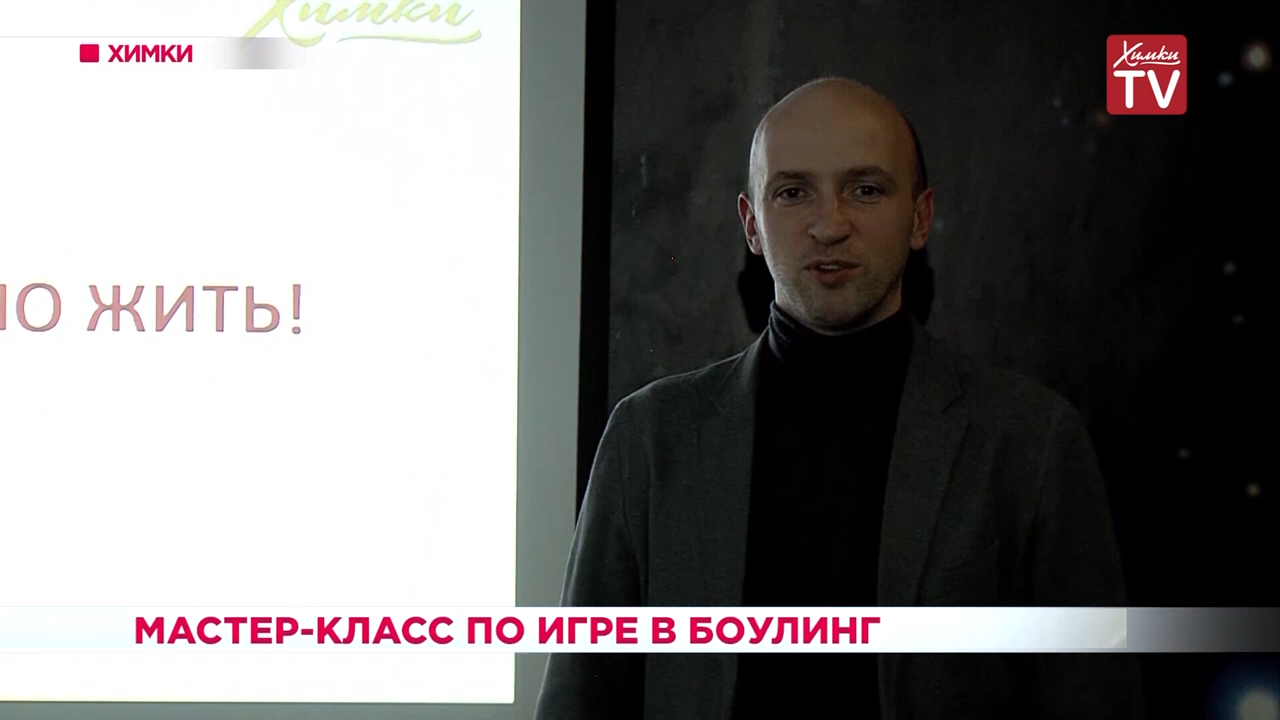 Химки
ХИМКИ
Химки
TV
ЖИТЬ!
МАСТЕР-КЛАСС ПО ИГРЕ В БОУЛИНГ